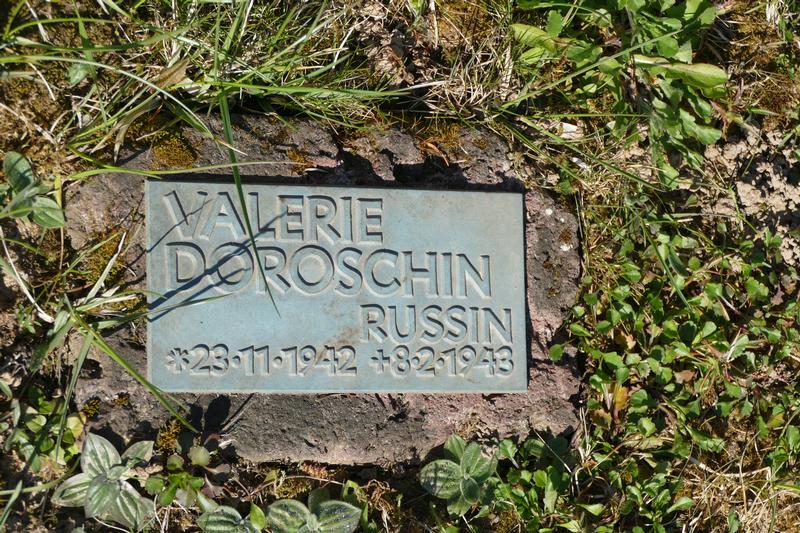 VALERIE
DOROSCHIN
RUSSIN
*23·11·1942 +8·2·1943